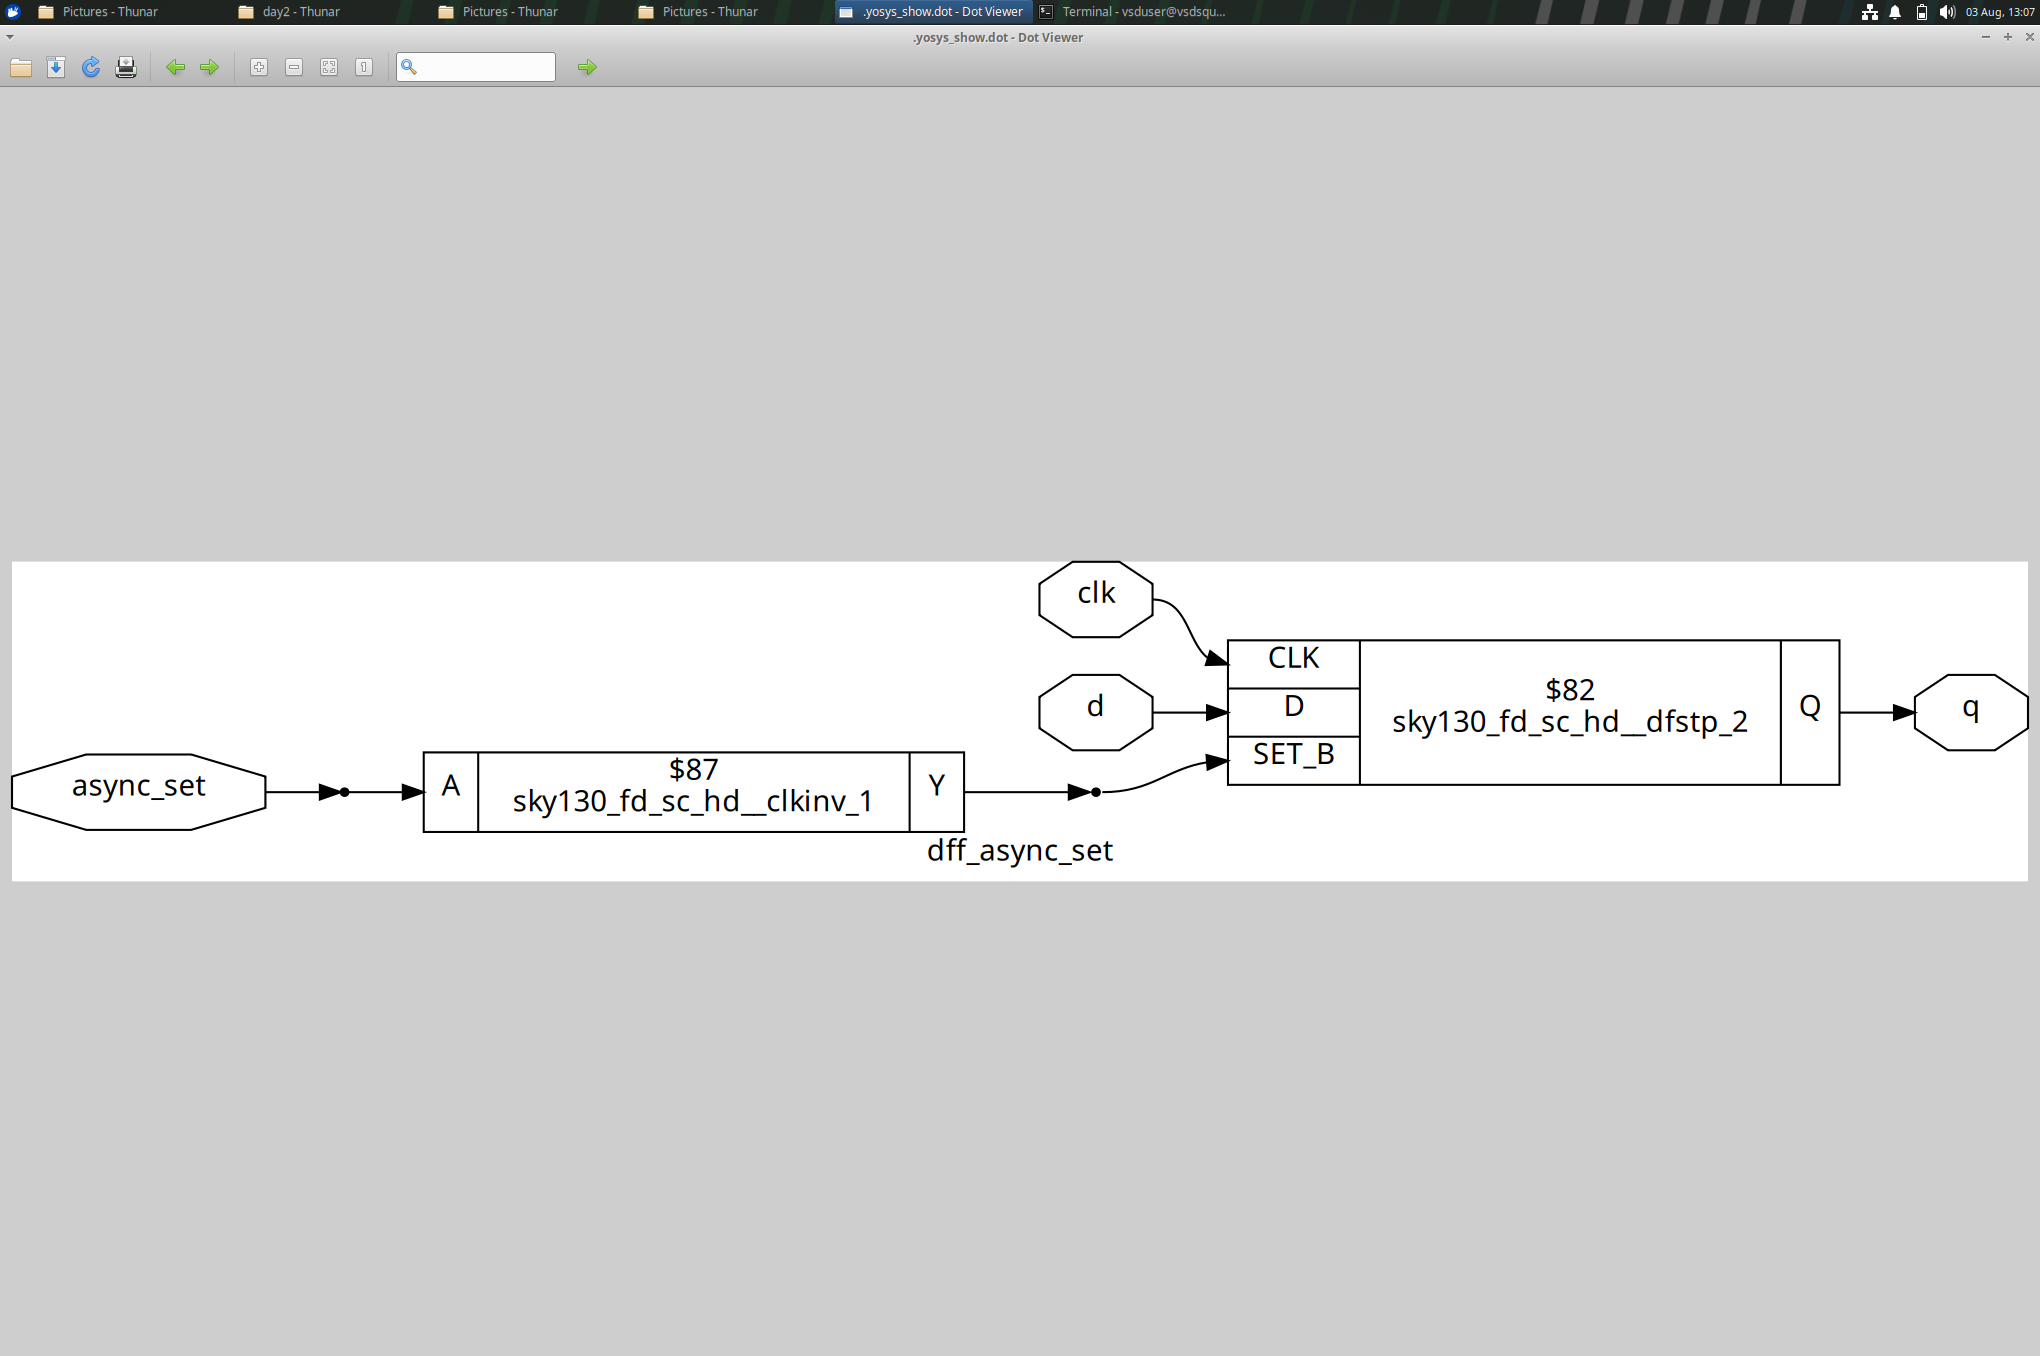 Pictures - Thunar
day2 - Thunar
Pictures - Thunar
Pictures - Thunar
.yosys_show.dot - Dot Viewer
Terminal - vsduser@vsdsqu...
03 Aug, 13:07
.yosys_show.dot - Dot Viewer
1
clk
CLK
d
D
$82
sky130_fd_sc_hd__dfstp_2
Q
q
SET_B
async_set
A
$87
sky130_fd_sc_hd__clkinv_1
Y
dff_async_set